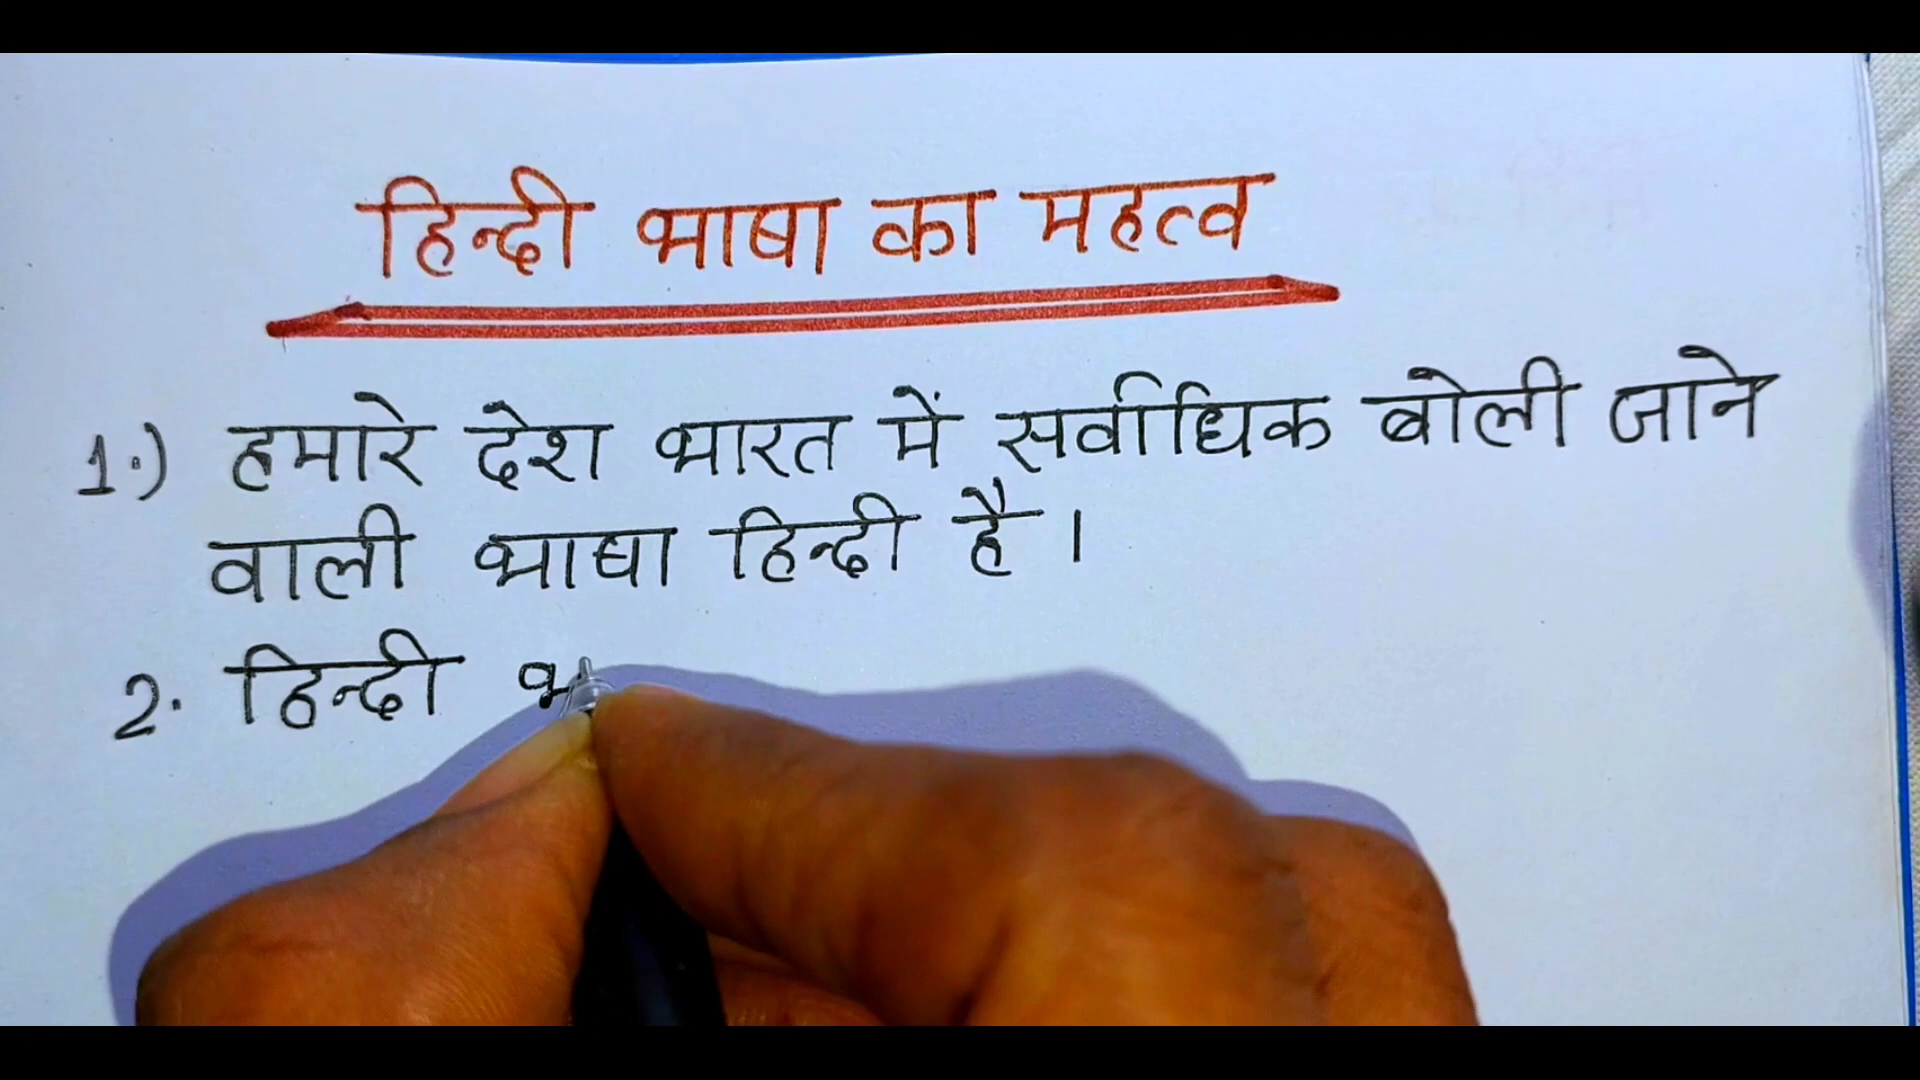 हिन्दी भाषा का महत्व
1.) हमारे देश भारत में सर्वाधिक बोली जाने
वाली भाषा हिन्दी है।
2. हिन्दी